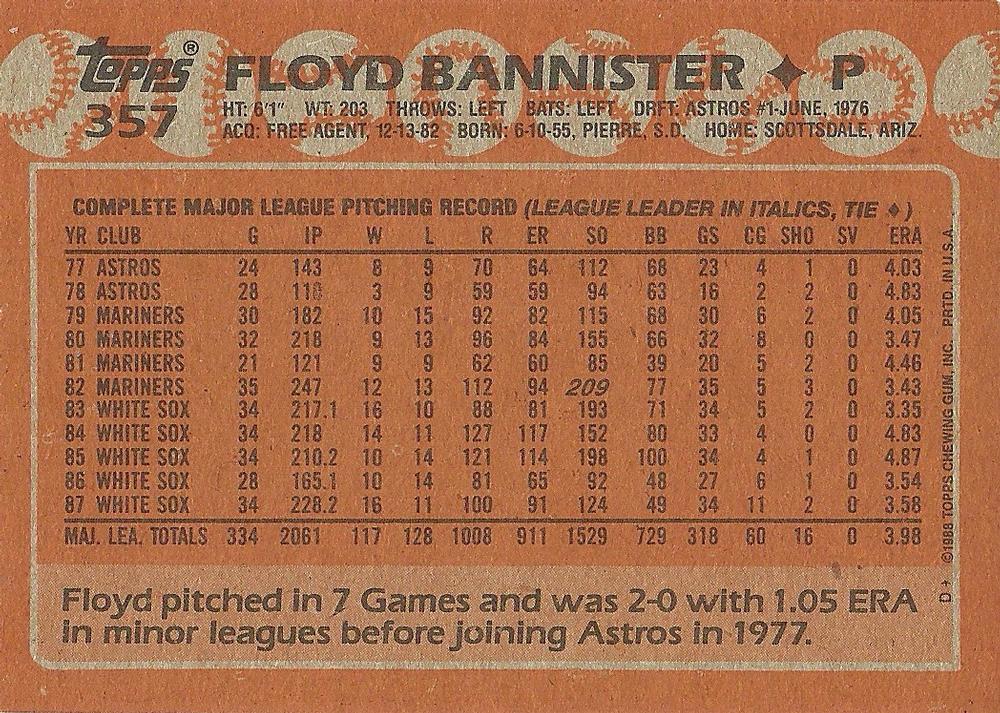 topps®
357
FLOYD BANNISTER ✦ P
HT: 6'1" WT: 203 THROWS: LEFT BATS: LEFT DRFT: ASTROS #1-JUNE, 1976
ACQ: FREE AGENT, 12-13-82 BORN: 6-10-55, PIERRE, S.D. HOME: SCOTTSDALE, ARIZ.
COMPLETE MAJOR LEAGUE PITCHING RECORD (LEAGUE LEADER IN ITALICS, TIE ♦)
YR CLUB G IP W L R ER SO BB GS CG SHO SV ERA
77 ASTROS 24 143 8 9 70 64 112 68 23 4 1 0 4.03
78 ASTROS 28 110 3 9 59 59 94 63 16 2 2 0 4.83
79 MARINERS 30 182 10 15 92 82 115 68 30 6 2 0 4.05
80 MARINERS 32 218 9 13 96 84 155 66 32 8 0 0 3.47
81 MARINERS 21 121 9 9 62 60 85 39 20 5 2 0 4.46
82 MARINERS 35 247 12 13 112 94 209 77 35 5 3 0 3.43
83 WHITE SOX 34 217.1 16 10 88 81 193 71 34 5 2 0 3.35
84 WHITE SOX 34 218 14 11 127 117 152 80 33 4 0 0 4.83
85 WHITE SOX 34 210.2 10 14 121 114 198 100 34 4 1 0 4.87
86 WHITE SOX 28 165.1 10 14 81 65 92 48 27 6 1 0 3.54
87 WHITE SOX 34 228.2 16 11 100 91 124 49 34 11 2 0 3.58
MAJ. LEA. TOTALS 334 2061 117 128 1008 911 1529 729 318 60 16 0 3.98
Floyd pitched in 7 Games and was 2-0 with 1.05 ERA
in minor leagues before joining Astros in 1977.
D✦ ©1988 TOPPS CHEWING GUM, INC. PRTD. IN U.S.A.